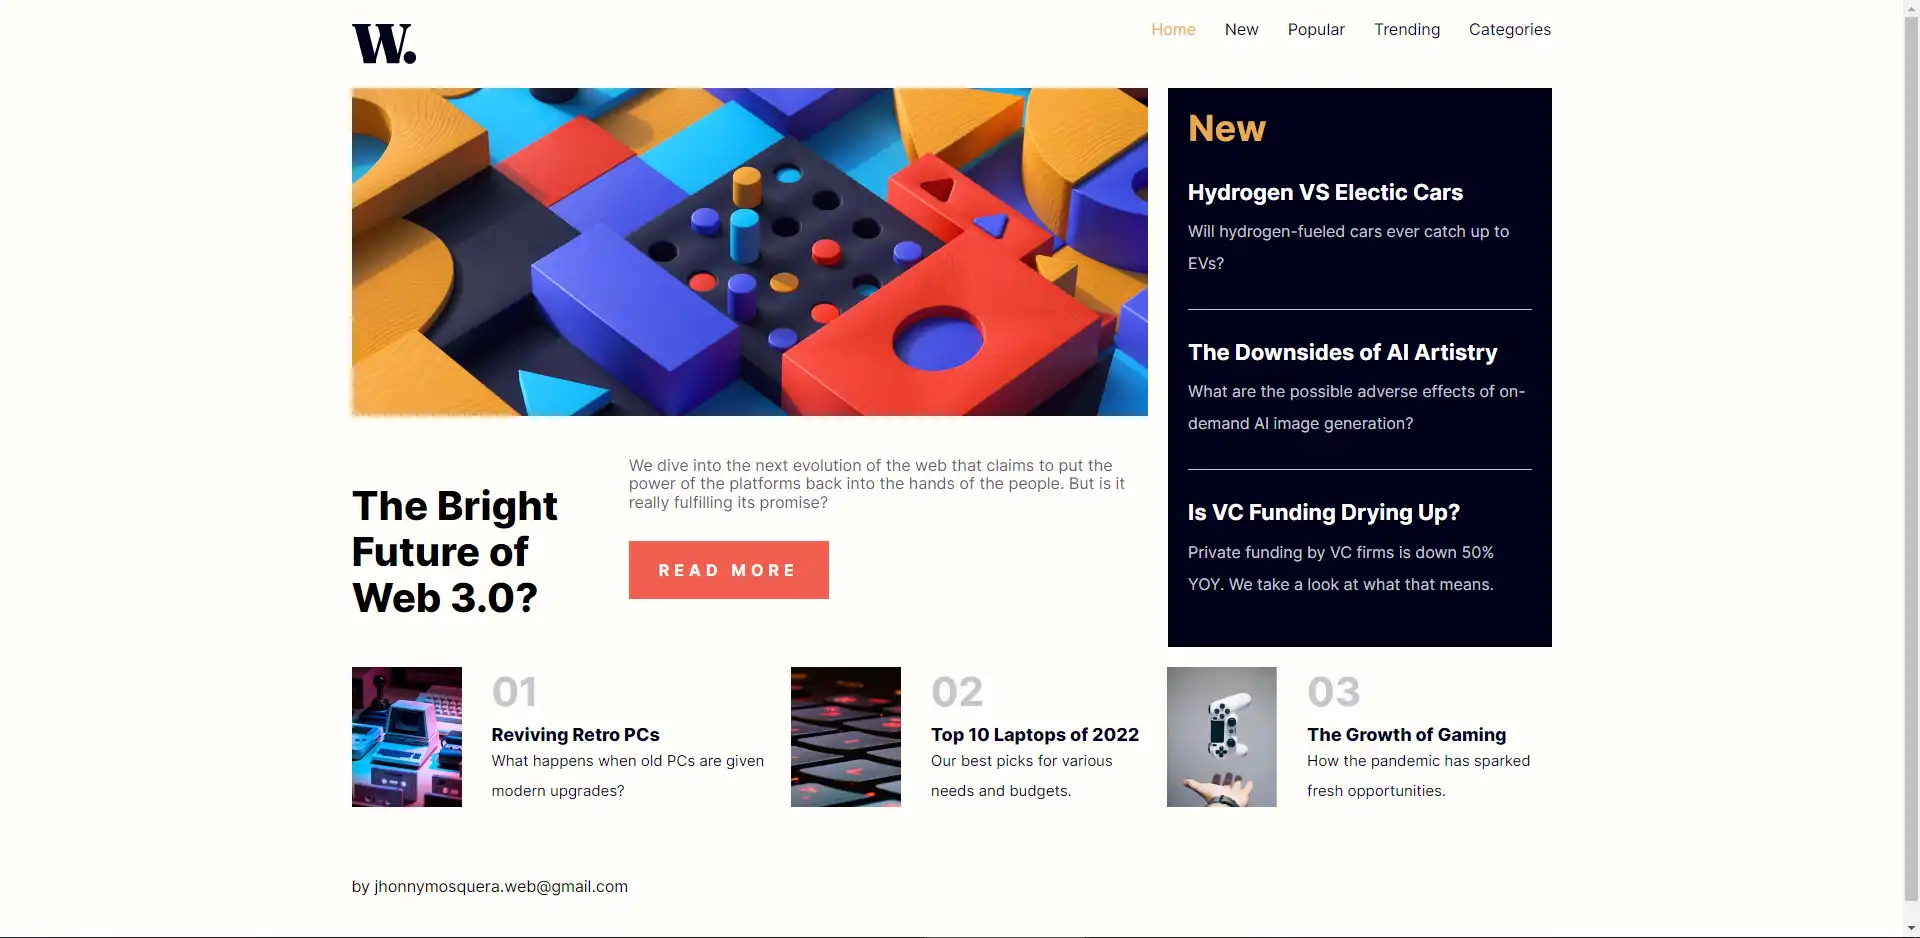 W.
Home New Popular Trending Categories
New
Hydrogen VS Electic Cars
Will hydrogen-fueled cars ever catch up to
EVs?
The Downsides of AI Artistry
What are the possible adverse effects of on-
demand AI image generation?
Is VC Funding Drying Up?
Private funding by VC firms is down 50%
YOY. We take a look at what that means.
The Bright
Future of
Web 3.0?
We dive into the next evolution of the web that claims to put the
power of the platforms back into the hands of the people. But is it
really fulfilling its promise?
READ MORE
01
Reviving Retro PCs
What happens when old PCs are given
modern upgrades?
02
Top 10 Laptops of 2022
Our best picks for various
needs and budgets.
03
The Growth of Gaming
How the pandemic has sparked
fresh opportunities.
by jhonnymosquera.web@gmail.com